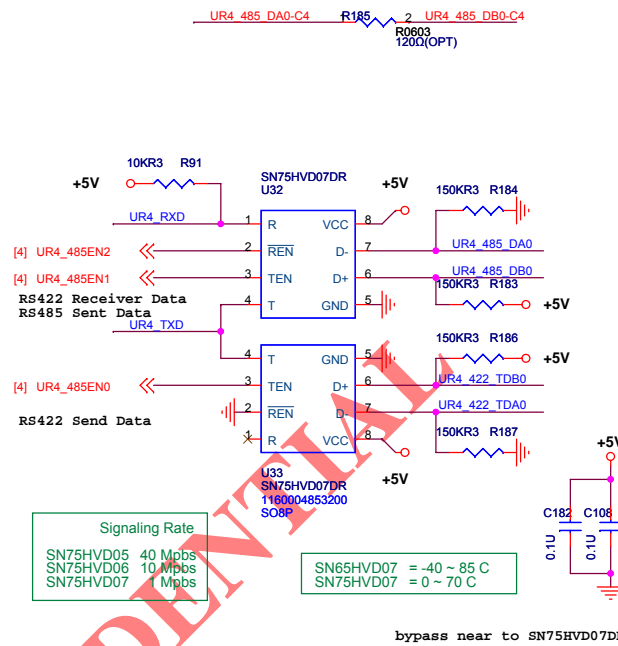 UR4_485_DA0-C4 R185 1 2 UR4_485_DB0-C4
R0603
120Ω(OPT)
10KR3 R91
SN75HVD07DR
U32
+5V
+5V
150KR3 R184
UR4_RXD 1 R VCC 8
[4] UR4_485EN2 2 REN D- 7 UR4_485_DA0
[4] UR4_485EN1 3 TEN D+ 6 UR4_485_DB0
150KR3 R183
RS422 Receiver Data
RS485 Sent Data
4 T GND 5
+5V
UR4_TXD
150KR3 R186
4 T GND 5
+5V
[4] UR4_485EN0 3 TEN D+ 6 UR4_422_TDB0
2 REN D- 7 UR4_422_TDA0
RS422 Send Data
1 R VCC 8
150KR3 R187
+5V
+5V
U33
SN75HVD07DR
1160004853200
SO8P
C182 C108
0.1U 0.1U
Signaling Rate
SN75HVD05 40 Mpbs
SN75HVD06 10 Mpbs
SN75HVD07 1 Mpbs
SN65HVD07 = -40 ~ 85 C
SN75HVD07 = 0 ~ 70 C
DENTIAL
bypass near to SN75HVD07D